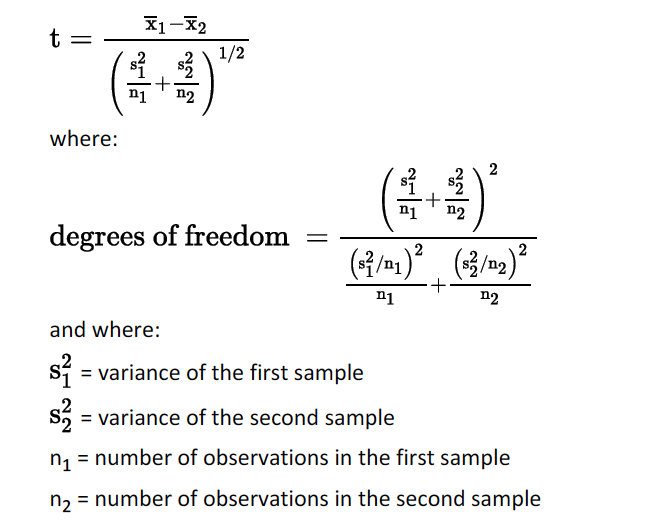 t = (x̅₁−x̅₂) / (s₁²/n₁ + s₂²/n₂)^1/2
where:
degrees of freedom = (s₁²/n₁ + s₂²/n₂)² / ((s₁²/n₁)²/n₁ + (s₂²/n₂)²/n₂)
and where:
s₁² = variance of the first sample
s₂² = variance of the second sample
n₁ = number of observations in the first sample
n₂ = number of observations in the second sample